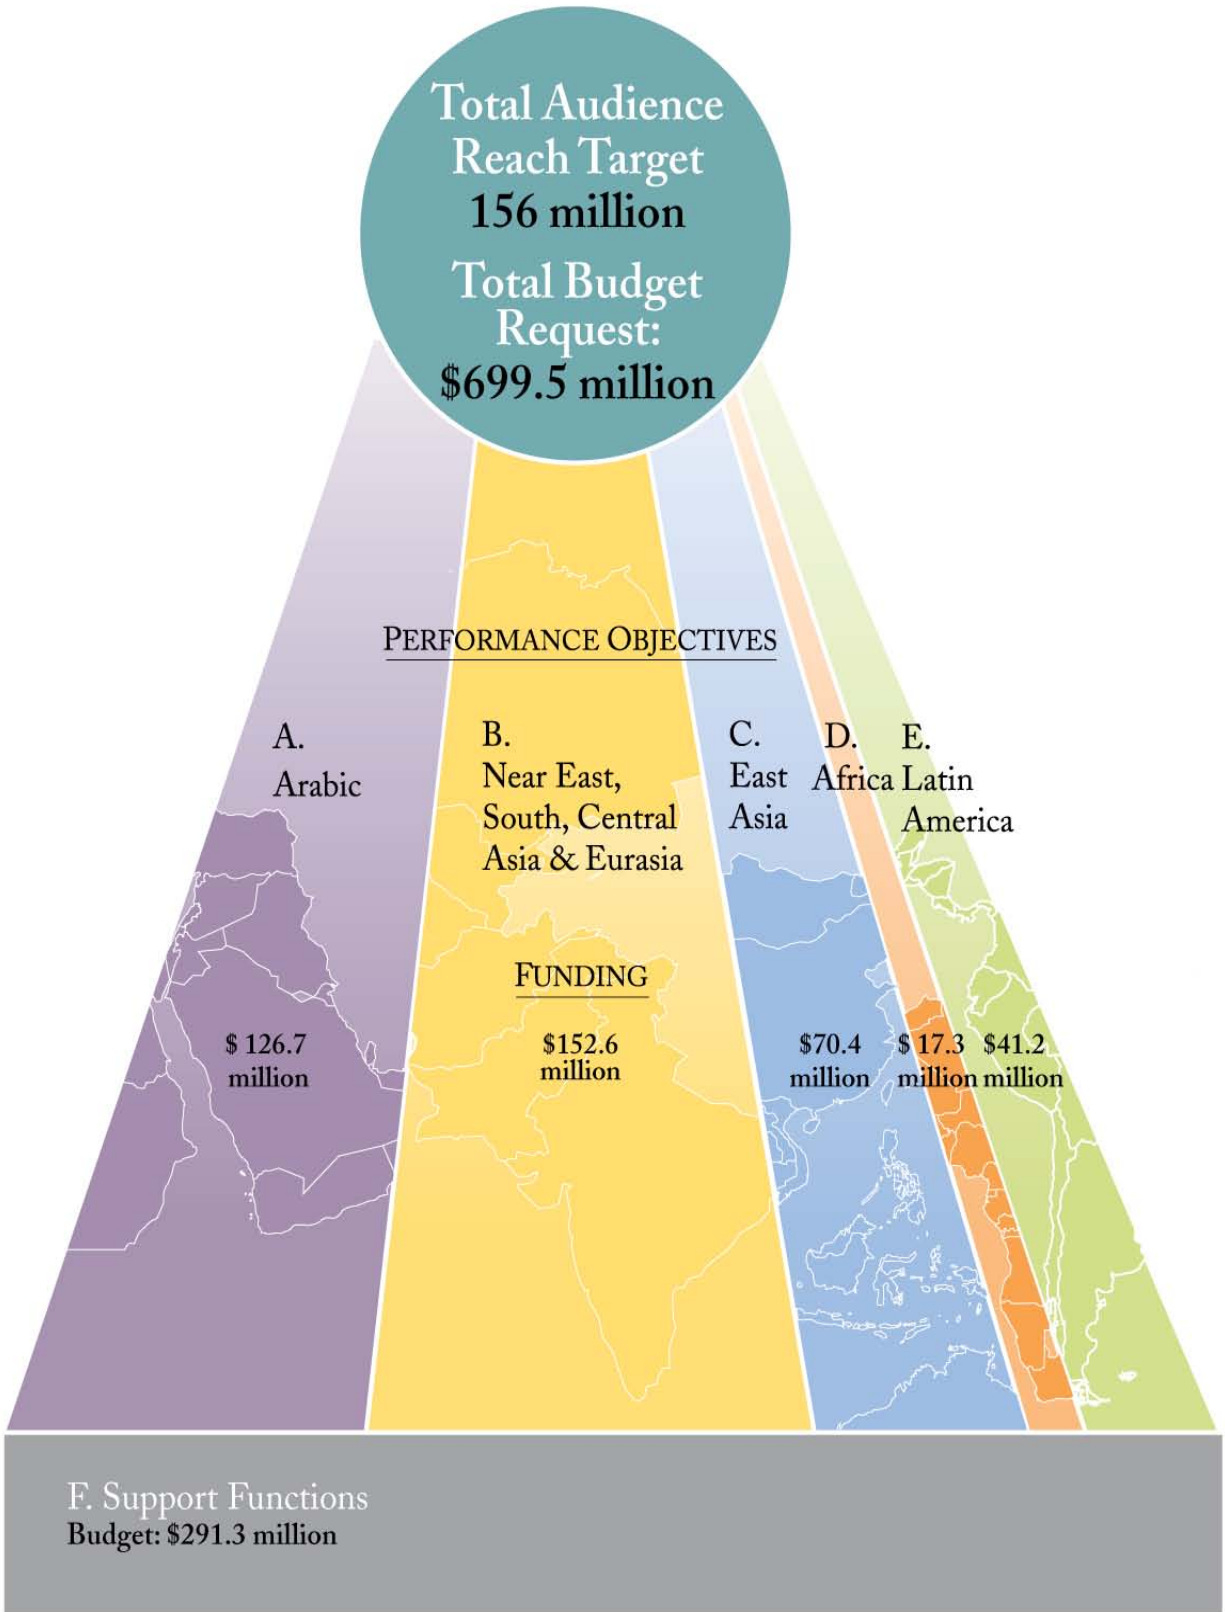 Total Audience
Reach Target
156 million
Total Budget
Request:
$699.5 million
PERFORMANCE OBJECTIVES
A.
Arabic
B.
Near East,
South, Central
Asia & Eurasia
C.
East
Asia
D.
Africa
E.
Latin
America
FUNDING
$ 126.7
million
$152.6
million
$70.4
million
$ 17.3
million
$41.2
million
F. Support Functions
Budget: $291.3 million